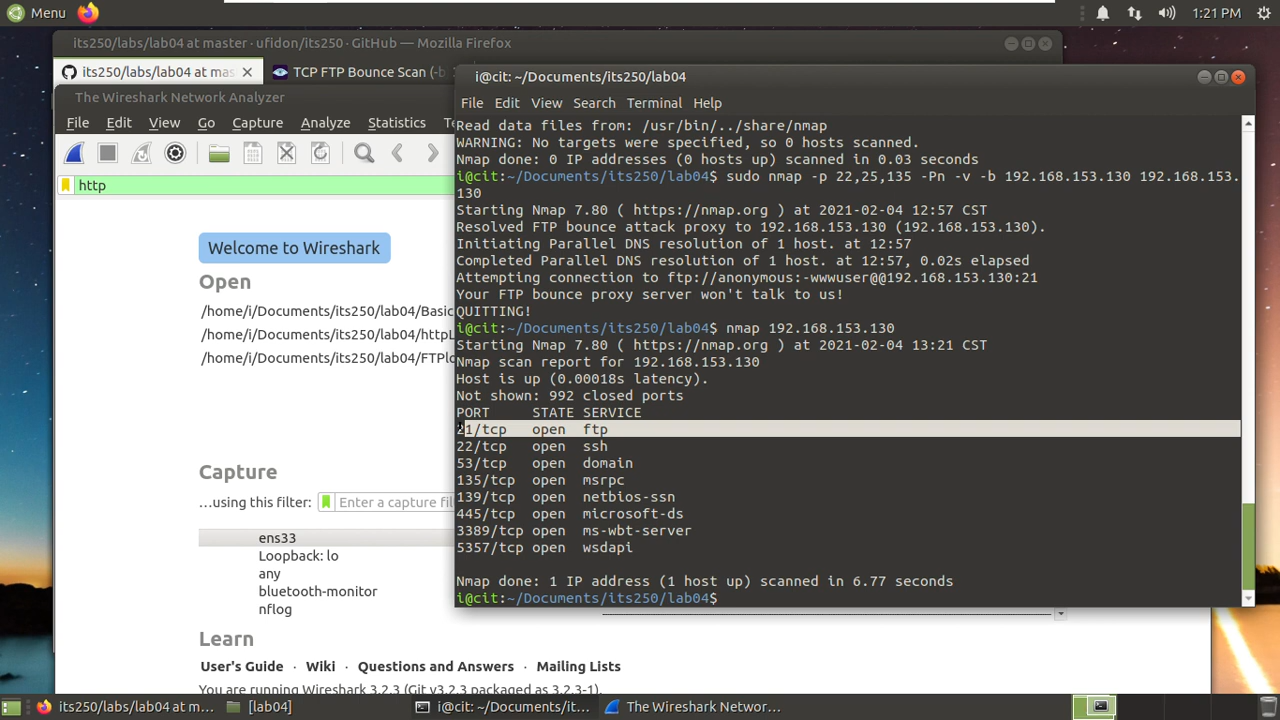 Menu
1:21 PM
its250/labs/lab04 at master · ufidon/its250 · GitHub — Mozilla Firefox
its250/labs/lab04 at mas
TCP FTP Bounce Scan (-b
The Wireshark Network Analyzer
File Edit View Go Capture Analyze Statistics
http
Welcome to Wireshark
Open
/home/i/Documents/its250/lab04/Basic
/home/i/Documents/its250/lab04/httpL
/home/i/Documents/its250/lab04/FTPlo
Capture
...using this filter: Enter a capture fil
ens33
Loopback: lo
any
bluetooth-monitor
nflog
Learn
User's Guide · Wiki · Questions and Answers · Mailing Lists
You are running Wireshark 3.2.3 (Git v3.2.3 packaged as 3.2.3-1).
i@cit: ~/Documents/its250/lab04
File Edit View Search Terminal Help
Read data files from: /usr/bin/../share/nmap
WARNING: No targets were specified, so 0 hosts scanned.
Nmap done: 0 IP addresses (0 hosts up) scanned in 0.03 seconds
i@cit:~/Documents/its250/lab04$ sudo nmap -p 22,25,135 -Pn -v -b 192.168.153.130 192.168.153.
130
Starting Nmap 7.80 ( https://nmap.org ) at 2021-02-04 12:57 CST
Resolved FTP bounce attack proxy to 192.168.153.130 (192.168.153.130).
Initiating Parallel DNS resolution of 1 host. at 12:57
Completed Parallel DNS resolution of 1 host. at 12:57, 0.02s elapsed
Attempting connection to ftp://anonymous:-wwwuser@@192.168.153.130:21
Your FTP bounce proxy server won't talk to us!
QUITTING!
i@cit:~/Documents/its250/lab04$ nmap 192.168.153.130
Starting Nmap 7.80 ( https://nmap.org ) at 2021-02-04 13:21 CST
Nmap scan report for 192.168.153.130
Host is up (0.00018s latency).
Not shown: 992 closed ports
PORT STATE SERVICE
21/tcp open ftp
22/tcp open ssh
53/tcp open domain
135/tcp open msrpc
139/tcp open netbios-ssn
445/tcp open microsoft-ds
3389/tcp open ms-wbt-server
5357/tcp open wsdapi
Nmap done: 1 IP address (1 host up) scanned in 6.77 seconds
i@cit:~/Documents/its250/lab04$
its250/labs/lab04 at m...
[lab04]
i@cit: ~/Documents/it...
The Wireshark Networ...